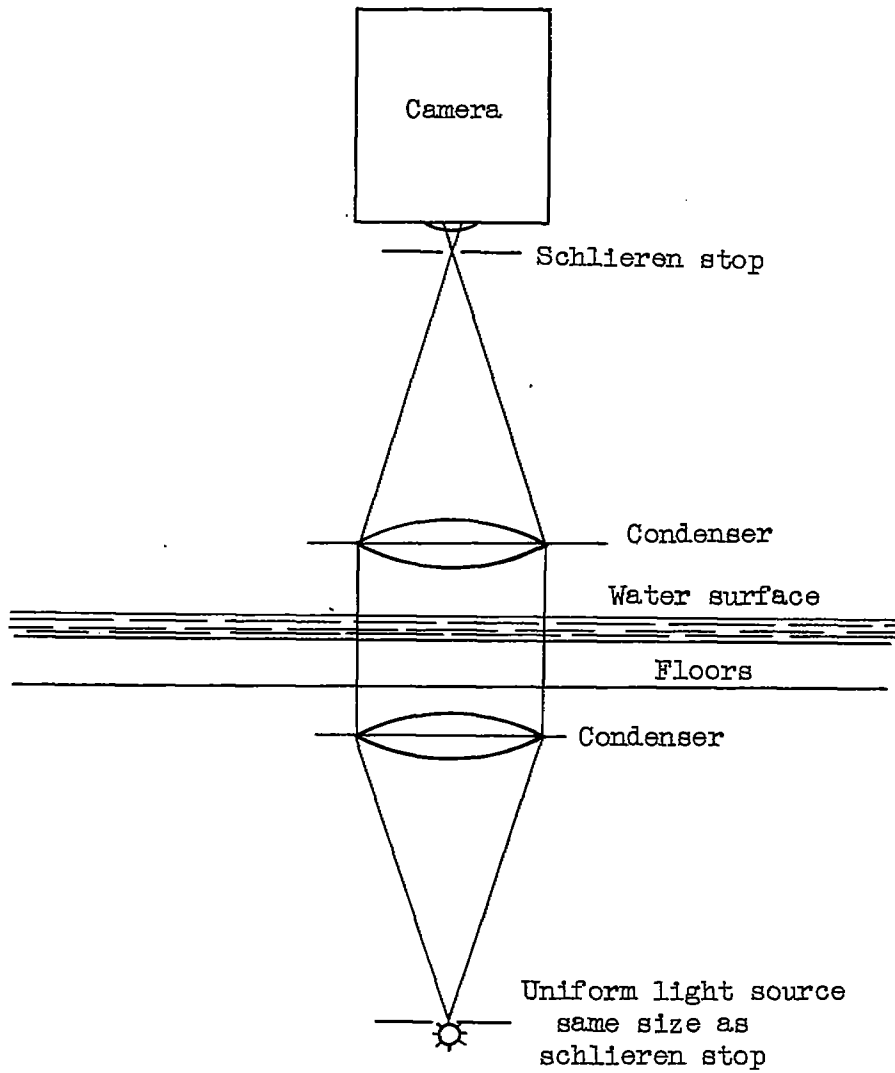 Camera
Schlieren stop
Condenser
Water surface
Floors
Condenser
Uniform light source
same size as
schlieren stop